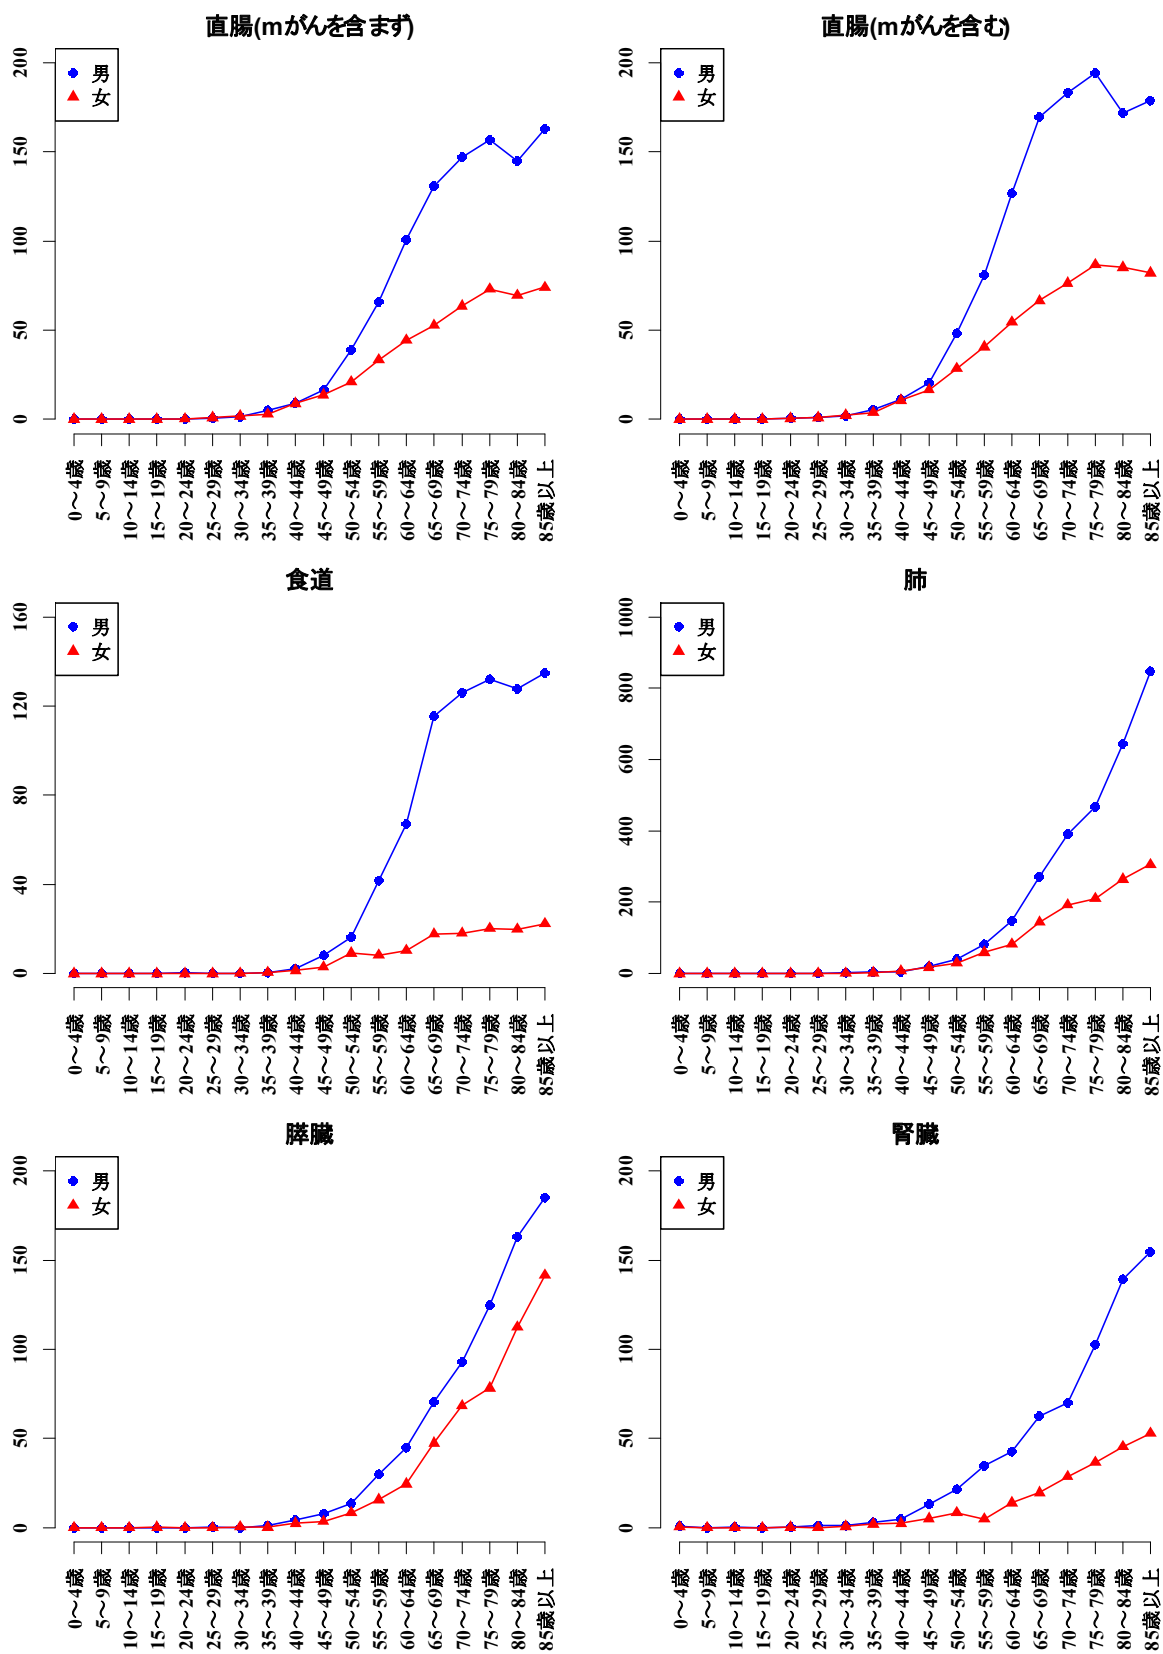 直腸(mがんを含まず)
200
150
100
50
0
男
女
0～4歳
5～9歳
10～14歳
15～19歳
20～24歳
25～29歳
30～34歳
35～39歳
40～44歳
45～49歳
50～54歳
55～59歳
60～64歳
65～69歳
70～74歳
75～79歳
80～84歳
85歳以上
直腸(mがんを含む)
200
150
100
50
0
男
女
0～4歳
5～9歳
10～14歳
15～19歳
20～24歳
25～29歳
30～34歳
35～39歳
40～44歳
45～49歳
50～54歳
55～59歳
60～64歳
65～69歳
70～74歳
75～79歳
80～84歳
85歳以上
食道
160
120
80
40
0
男
女
0～4歳
5～9歳
10～14歳
15～19歳
20～24歳
25～29歳
30～34歳
35～39歳
40～44歳
45～49歳
50～54歳
55～59歳
60～64歳
65～69歳
70～74歳
75～79歳
80～84歳
85歳以上
肺
1000
800
600
400
200
0
男
女
0～4歳
5～9歳
10～14歳
15～19歳
20～24歳
25～29歳
30～34歳
35～39歳
40～44歳
45～49歳
50～54歳
55～59歳
60～64歳
65～69歳
70～74歳
75～79歳
80～84歳
85歳以上
膵臓
200
150
100
50
0
男
女
0～4歳
5～9歳
10～14歳
15～19歳
20～24歳
25～29歳
30～34歳
35～39歳
40～44歳
45～49歳
50～54歳
55～59歳
60～64歳
65～69歳
70～74歳
75～79歳
80～84歳
85歳以上
腎臓
200
150
100
50
0
男
女
0～4歳
5～9歳
10～14歳
15～19歳
20～24歳
25～29歳
30～34歳
35～39歳
40～44歳
45～49歳
50～54歳
55～59歳
60～64歳
65～69歳
70～74歳
75～79歳
80～84歳
85歳以上